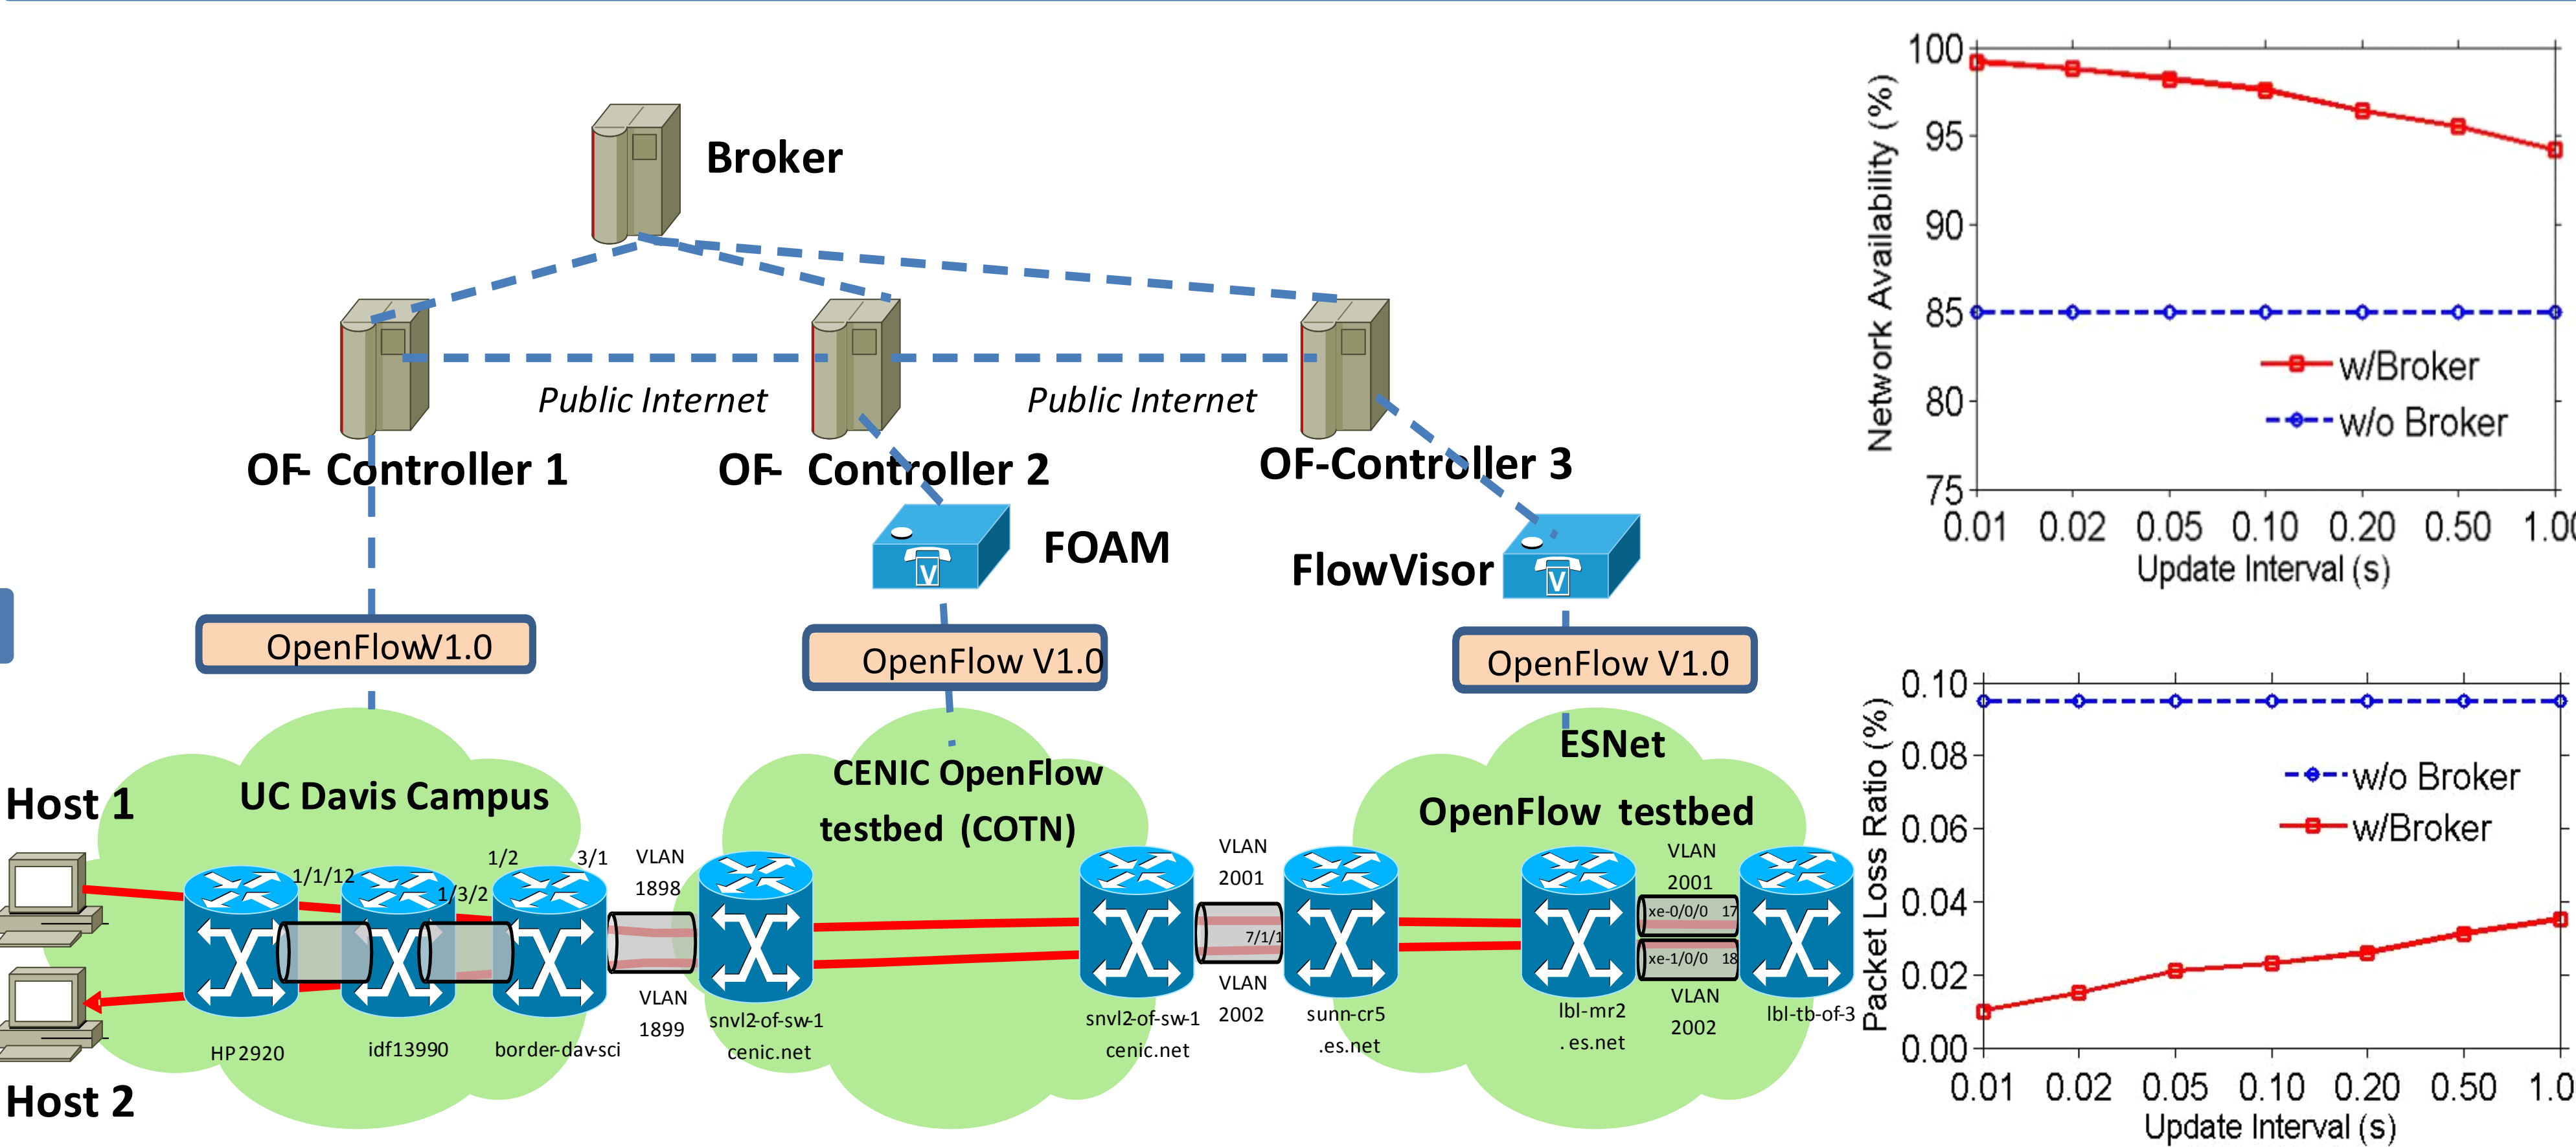 Broker
OF- Controller 1
Public Internet
OF- Controller 2
Public Internet
OF-Controller 3
FOAM
FlowVisor
V
V
OpenFlowV1.0
OpenFlow V1.0
OpenFlow V1.0
Host 1
Host 2
UC Davis Campus
1/1/12
1/3/2
1/2
3/1
HP2920
idf13990
border-dav-sci
VLAN
1898
VLAN
1899
CENIC OpenFlow
testbed (COTN)
snvl2-of-sw-1
cenic.net
snvl2-of-sw-1
cenic.net
VLAN
2001
7/1/1
VLAN
2002
ESNet
OpenFlow testbed
sunn-cr5
.es.net
lbl-mr2
. es.net
VLAN
2001
xe-0/0/0 17
xe-1/0/0 18
VLAN
2002
lbl-tb-of-3
Network Availability (%)
100
95
90
85
80
75
w/Broker
w/o Broker
0.01 0.02 0.05 0.10 0.20 0.50 1.00
Update Interval (s)
Packet Loss Ratio (%)
0.10
0.08
0.06
0.04
0.02
0.00
w/o Broker
w/Broker
0.01 0.02 0.05 0.10 0.20 0.50 1.0
Update Interval (s)